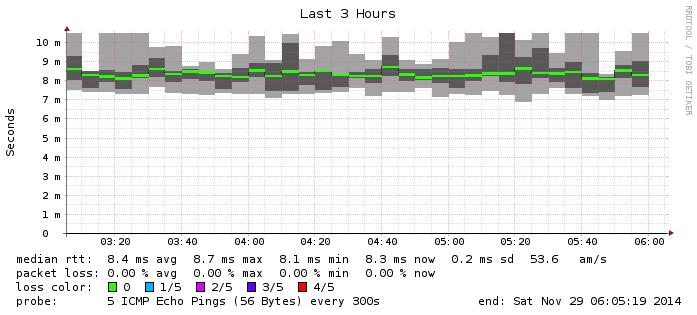 Last 3 Hours
RRDTOOL / TOBI OETIKER
Seconds
10 m
9 m
8 m
7 m
6 m
5 m
4 m
3 m
2 m
1 m
0
03:20 03:40 04:00 04:20 04:40 05:00 05:20 05:40 06:00
median rtt: 8.4 ms avg 8.7 ms max 8.1 ms min 8.3 ms now 0.2 ms sd 53.6 am/s
packet loss: 0.00 % avg 0.00 % max 0.00 % min 0.00 % now
loss color: 0 1/5 2/5 3/5 4/5
probe: 5 ICMP Echo Pings (56 Bytes) every 300s end: Sat Nov 29 06:05:19 2014